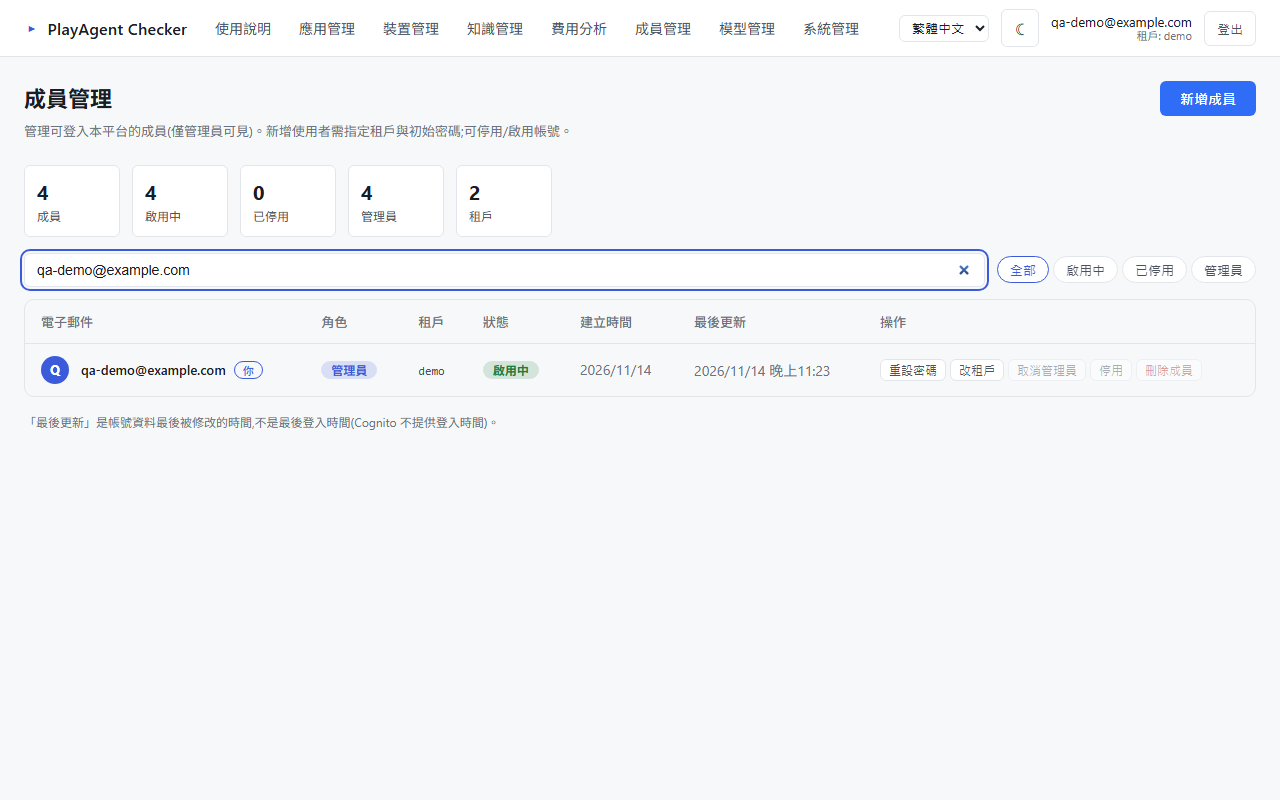 PlayAgent Checker 使用說明 應用管理 裝置管理 知識管理 費用分析 成員管理 模型管理 系統管理 繁體中文 qa-demo@example.com 登出
租戶: demo
成員管理 新增成員
管理可登入本平台的成員(僅管理員可見)。新增使用者需指定租戶與初始密碼;可停用/啟用帳號。
4 4 0 4 2
成員 啟用中 已停用 管理員 租戶
qa-demo@example.com 全部 啟用中 已停用 管理員
電子郵件 角色 租戶 狀態 建立時間 最後更新 操作
Q qa-demo@example.com 你 管理員 demo 啟用中 2026/11/14 2026/11/14 晚上11:23 重設密碼 改租戶 取消管理員 停用 刪除成員
「最後更新」是帳號資料最後被修改的時間,不是最後登入時間(Cognito 不提供登入時間)。